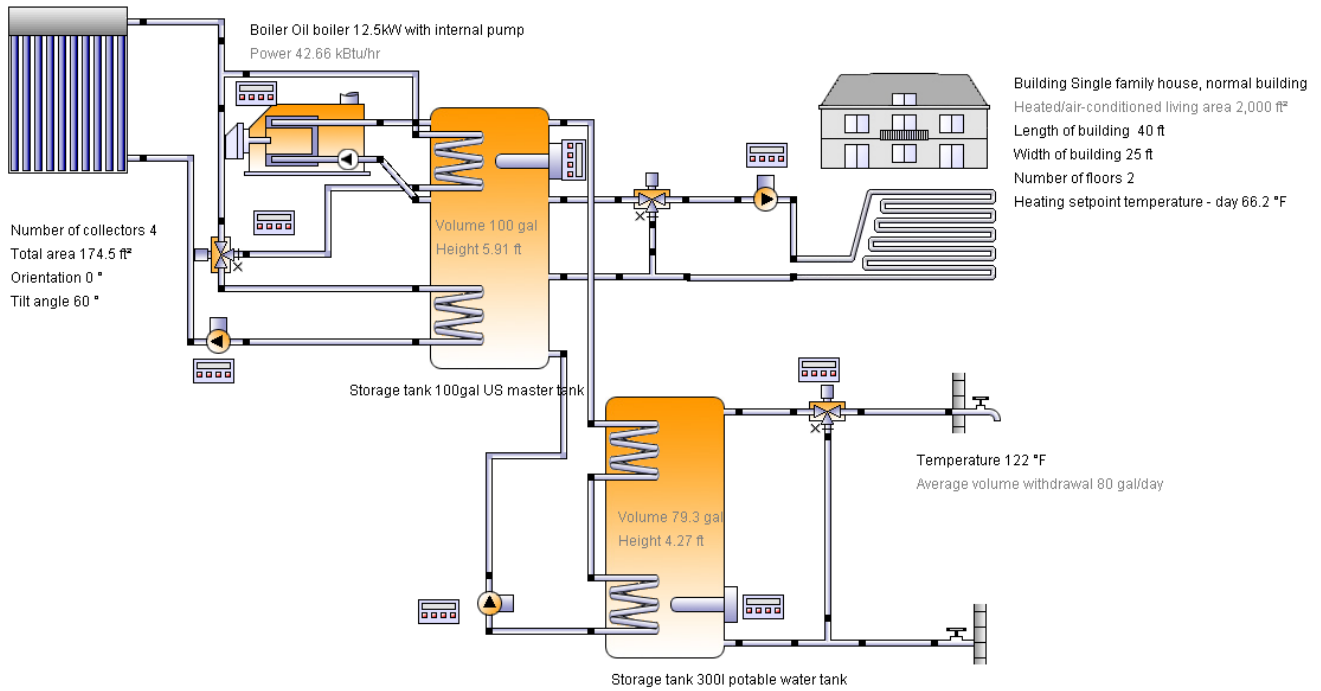 Boiler Oil boiler 12.5kW with internal pump
Power 42.66 kBtu/hr
Building Single family house, normal building
Heated/air-conditioned living area 2,000 ft²
Length of building 40 ft
Width of building 25 ft
Number of floors 2
Heating setpoint temperature - day 66.2 °F
Number of collectors 4
Total area 174.5 ft²
Orientation 0 °
Tilt angle 60 °
Volume 100 gal
Height 5.91 ft
Storage tank 100gal US master tank
Temperature 122 °F
Average volume withdrawal 80 gal/day
Volume 79.3 gal
Height 4.27 ft
Storage tank 300l potable water tank